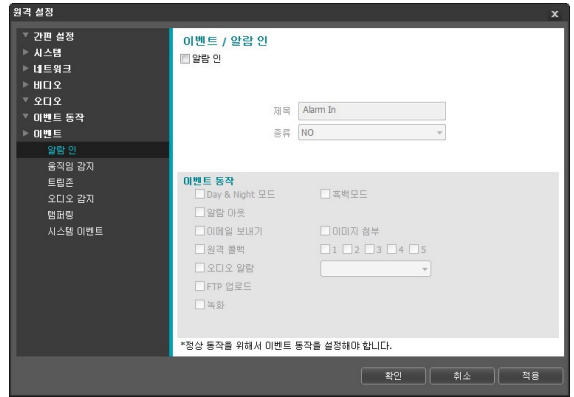 원격 설정
x
간편 설정
시스템
네트워크
비디오
오디오
이벤트 동작
이벤트
알람 인
움직임 감지
트립존
오디오 감지
탬퍼링
시스템 이벤트
이벤트 / 알람 인
알람 인
제목 Alarm In
종류 NO
이벤트 동작
Day & Night 모드 흑백모드
알람 아웃
이메일 보내기 이미지 첨부
원격 콜백 1 2 3 4 5
오디오 알람
FTP 업로드
녹화
*정상 동작을 위해서 이벤트 동작을 설정해야 합니다.
확인 취소 적용